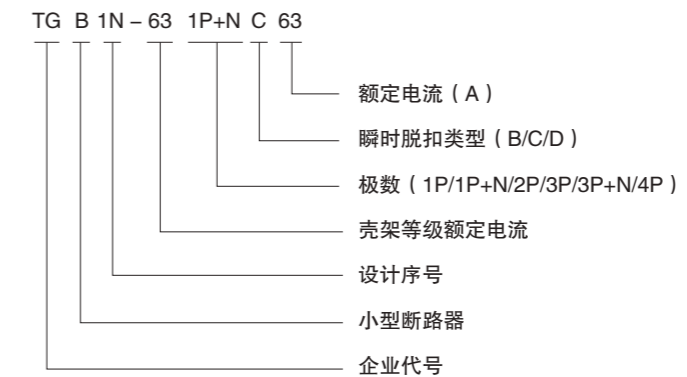 TG B 1N – 63 1P+N C 63
额定电流（A）
瞬时脱扣类型（B/C/D）
极数（1P/1P+N/2P/3P/3P+N/4P）
壳架等级额定电流
设计序号
小型断路器
企业代号